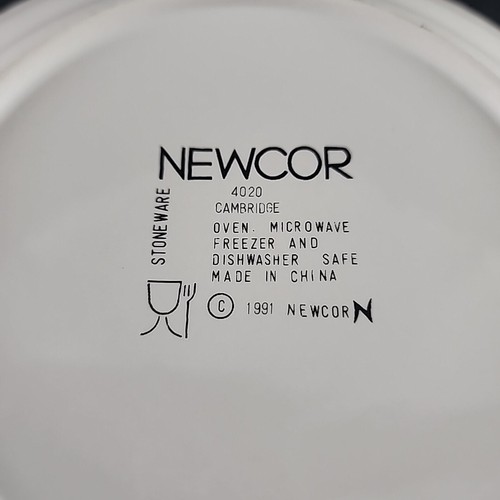 NEWCOR
4020
CAMBRIDGE
STONEWARE
OVEN. MICROWAVE
FREEZER AND
DISHWASHER SAFE
MADE IN CHINA
© 1991 NEWCOR N